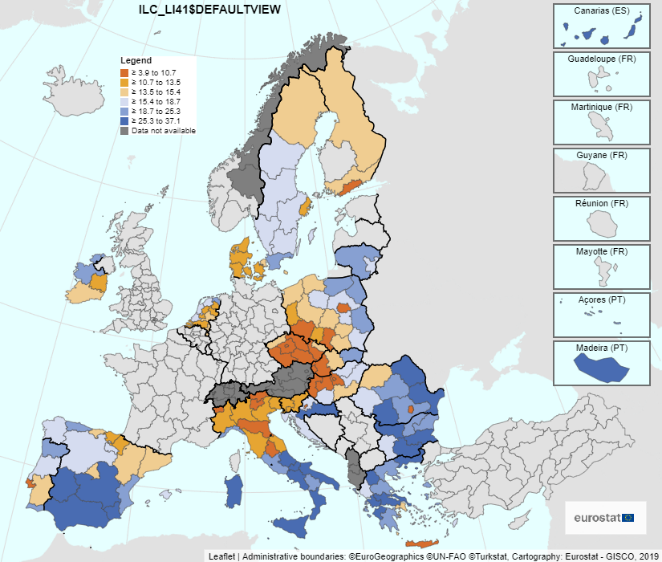 ILC_LI41$DEFAULTVIEW
Legend
≥ 3.9 to 10.7
≥ 10.7 to 13.5
≥ 13.5 to 15.4
≥ 15.4 to 18.7
≥ 18.7 to 25.3
≥ 25.3 to 37.1
Data not available
Canarias (ES)
Guadeloupe (FR)
Martinique (FR)
Guyane (FR)
Réunion (FR)
Mayotte (FR)
Açores (PT)
Madeira (PT)
eurostat
Leaflet | Administrative boundaries: ©EuroGeographics ©UN-FAO ©Turkstat, Cartography: Eurostat - GISCO, 2019